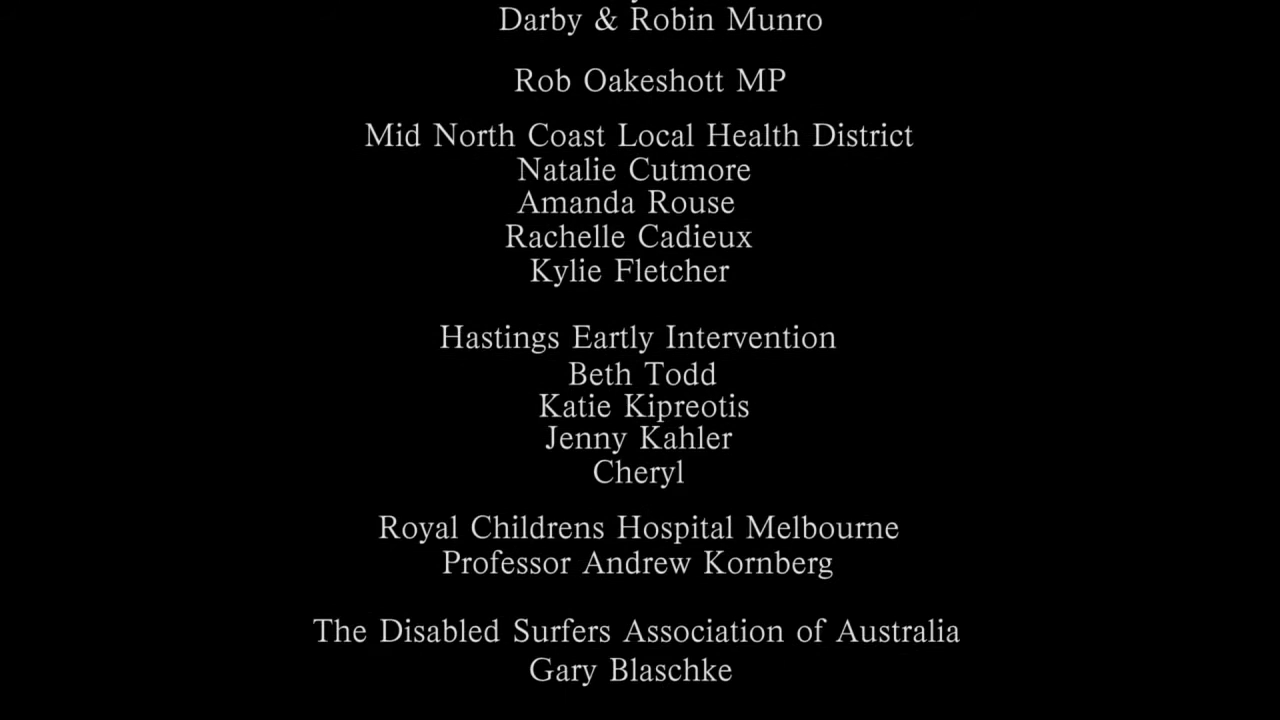 Darby & Robin Munro
Rob Oakeshott MP
Mid North Coast Local Health District
Natalie Cutmore
Amanda Rouse
Rachelle Cadieux
Kylie Fletcher
Hastings Eartly Intervention
Beth Todd
Katie Kipreotis
Jenny Kahler
Cheryl
Royal Childrens Hospital Melbourne
Professor Andrew Kornberg
The Disabled Surfers Association of Australia
Gary Blaschke